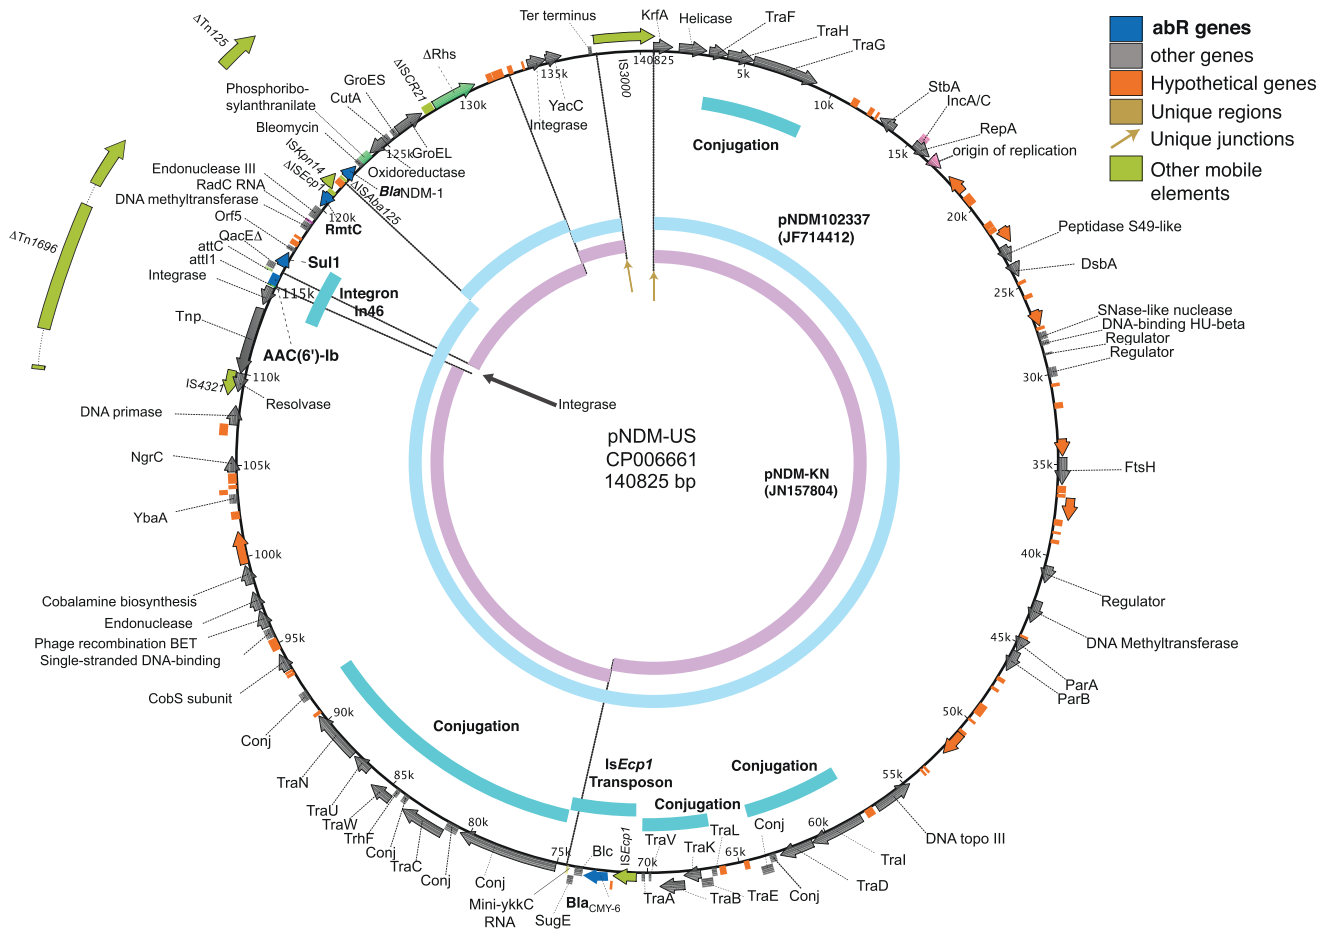 abR genes
other genes
Hypothetical genes
Unique regions
Unique junctions
Other mobile
elements
ΔTn125
ΔTn1696
Ter terminus
KrfA
Helicase
TraF
TraH
TraG
140825
IS3000
5k
10k
StbA
IncA/C
RepA
15k
origin of replication
20k
Peptidase S49-like
DsbA
25k
SNase-like nuclease
DNA-binding HU-beta
Regulator
Regulator
30k
35k
FtsH
40k
Regulator
DNA Methyltransferase
45k
ParA
ParB
50k
55k
DNA topo III
60k
TraI
TraD
Conj
Conj
65k
TraE
TraL
TraB
TraK
TraA
TraV
70k
ISEcp1
Blc
BlaCMY-6
SugE
Mini-ykkC
RNA
75k
Conj
80k
Conj
TraC
Conj
TrhF
TraW
TraU
TraN
85k
90k
Conj
CobS subunit
Single-stranded DNA-binding
Phage recombination BET
Endonuclease
Cobalamine biosynthesis
95k
100k
YbaA
NgrC
105k
DNA primase
Resolvase
110k
IS4321
Tnp
Integrase
attI1
attC
QacEΔ
Orf5
DNA methyltransferase
RadC RNA
Endonuclease III
115k
AAC(6')-Ib
Sul1
RmtC
120k
ΔISEcp1
ISKpn14
ΔISAba125
BlaNDM-1
Bleomycin
Phosphoribo-
sylanthranilate
CutA
GroES
Oxidoreductase
GroEL
125k
ΔISCR21
ΔRhs
130k
Integrase
YacC
135k
Conjugation
pNDM102337
(JF714412)
Integron
In46
Integrase
pNDM-US
CP006661
140825 bp
pNDM-KN
(JN157804)
Conjugation
IsEcp1
Transposon
Conjugation
Conjugation